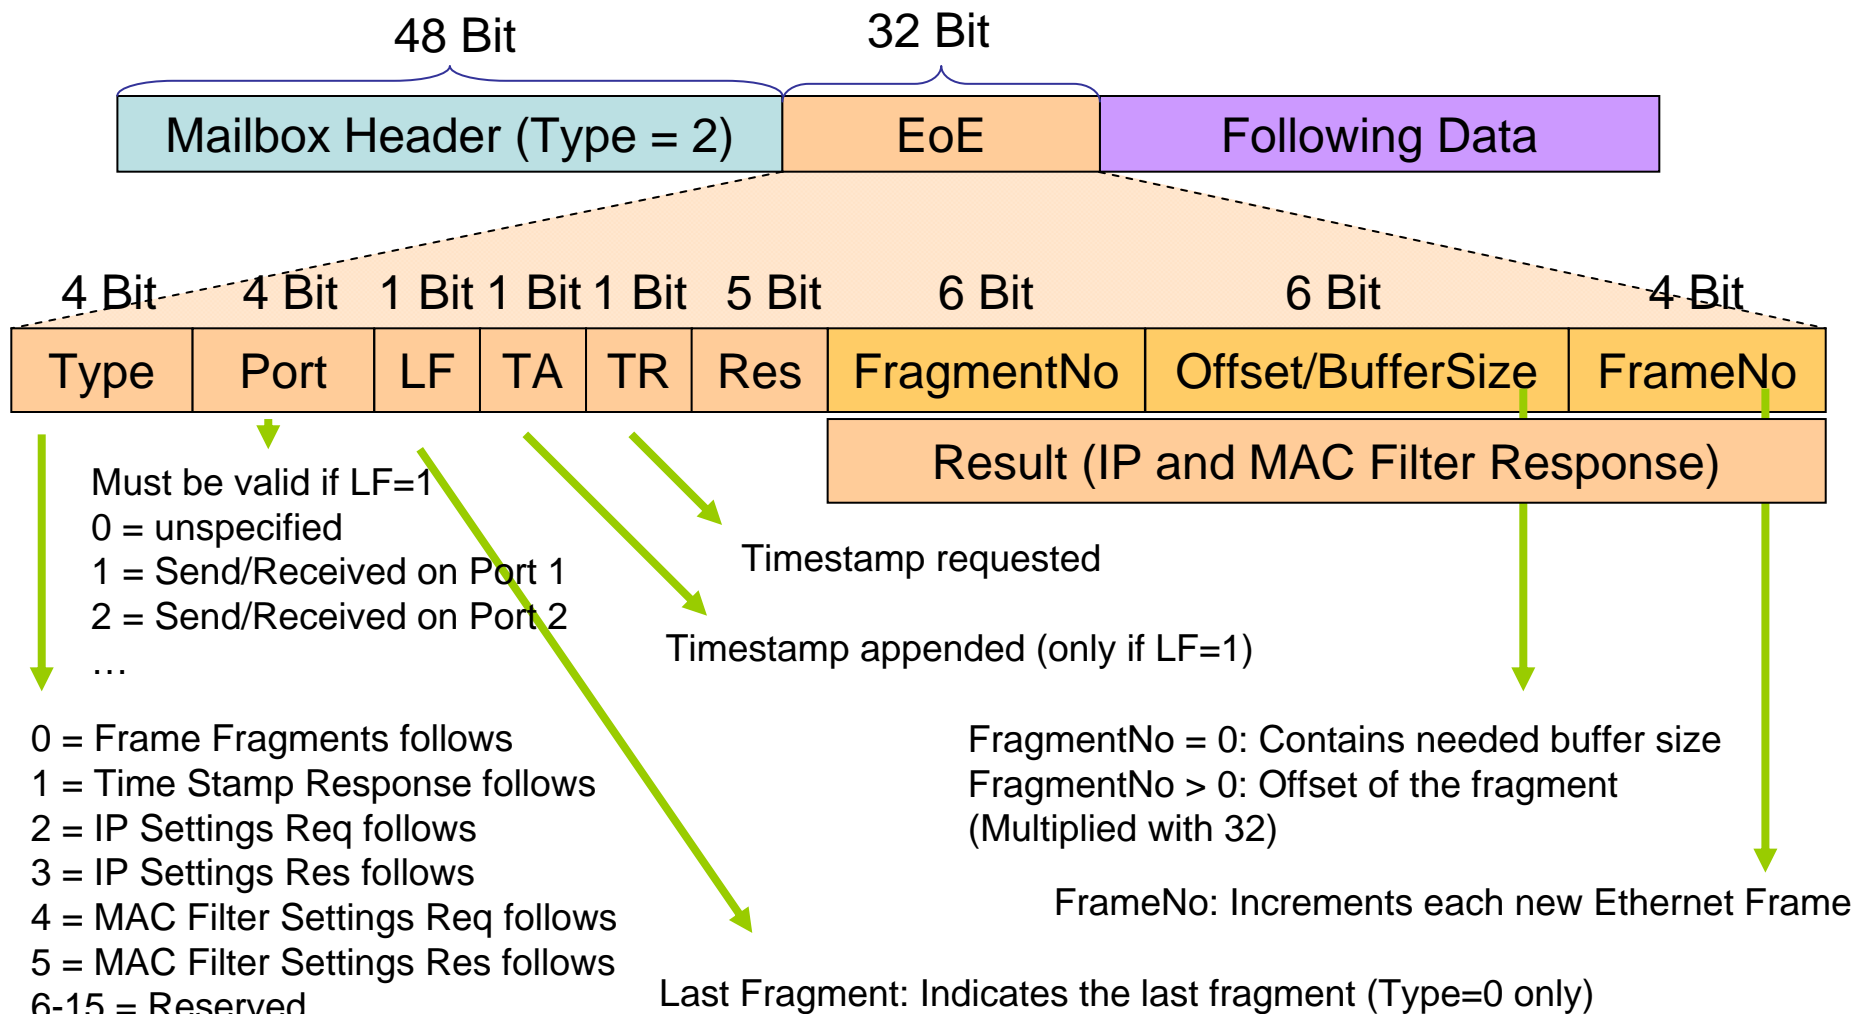 48 Bit
32 Bit
Mailbox Header (Type = 2)
EoE
Following Data
4 Bit
4 Bit
1 Bit
1 Bit
1 Bit
5 Bit
6 Bit
6 Bit
4 Bit
Type
Port
LF
TA
TR
Res
FragmentNo
Offset/BufferSize
FrameNo
Result (IP and MAC Filter Response)
Must be valid if LF=1
0 = unspecified
1 = Send/Received on Port 1
2 = Send/Received on Port 2
…
Timestamp requested
Timestamp appended (only if LF=1)
0 = Frame Fragments follows
1 = Time Stamp Response follows
2 = IP Settings Req follows
3 = IP Settings Res follows
4 = MAC Filter Settings Req follows
5 = MAC Filter Settings Res follows
6-15 = Reserved
FragmentNo = 0: Contains needed buffer size
FragmentNo > 0: Offset of the fragment
(Multiplied with 32)
FrameNo: Increments each new Ethernet Frame
Last Fragment: Indicates the last fragment (Type=0 only)